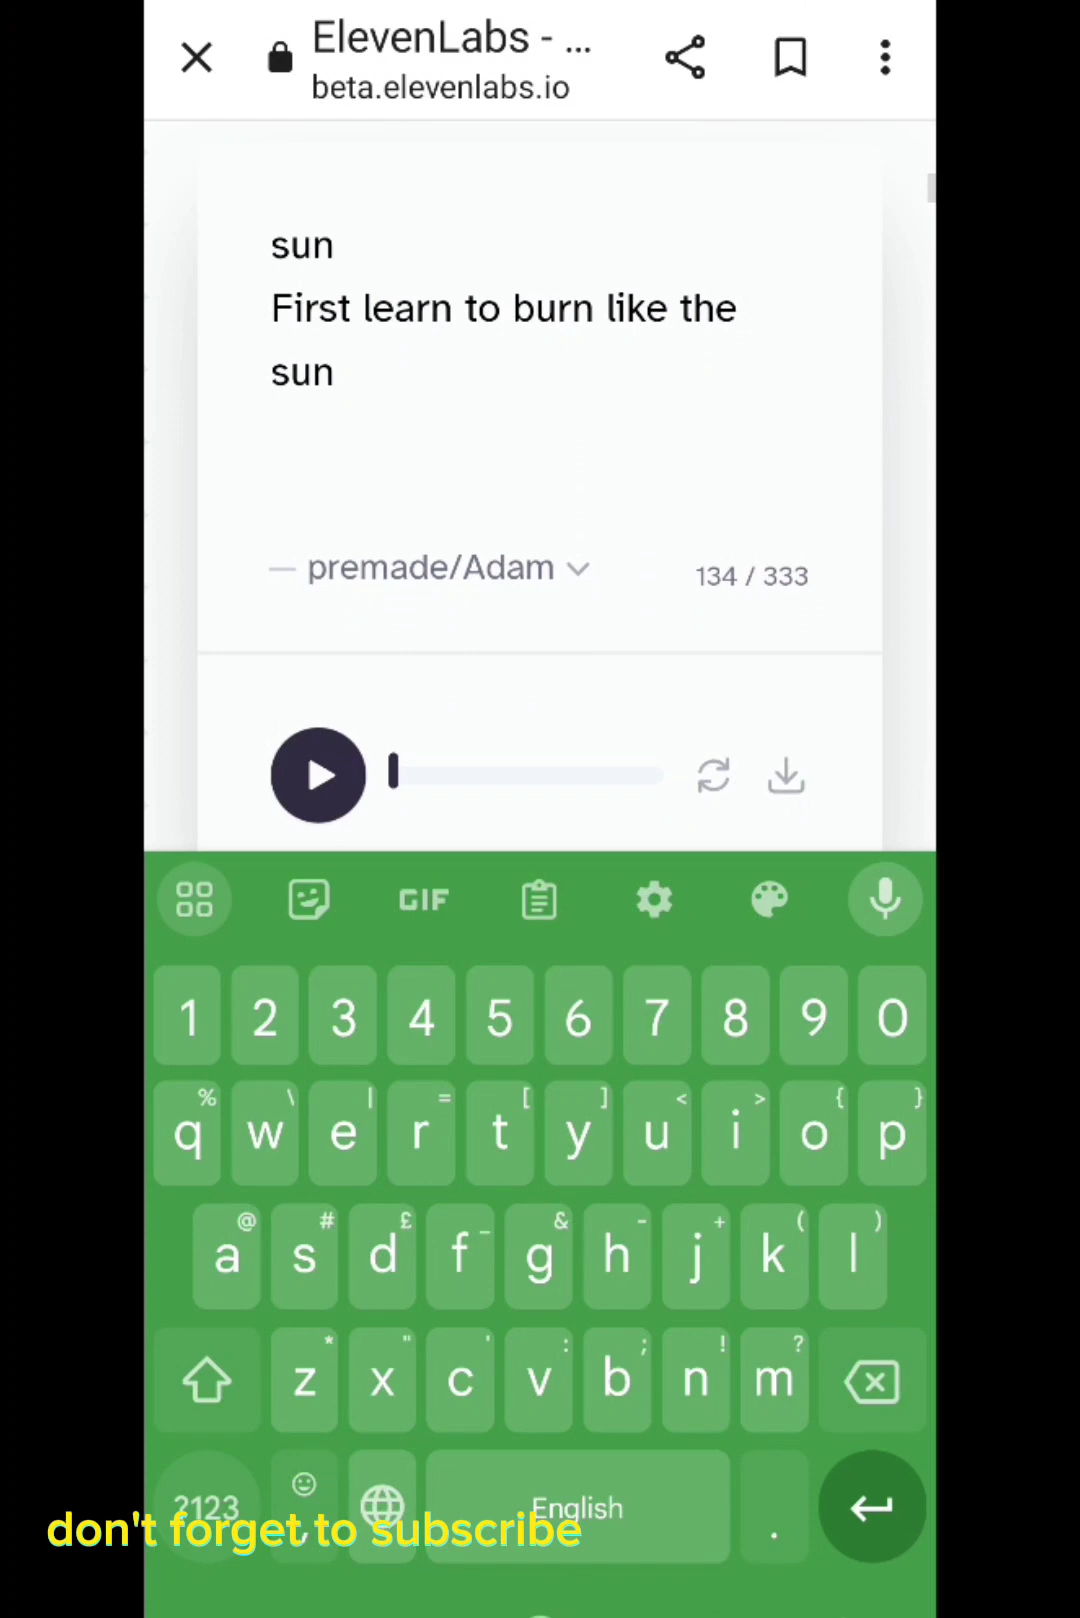 ElevenLabs - ...
beta.elevenlabs.io
sun
First learn to burn like the
sun
— premade/Adam
134 / 333
GIF
1 2 3 4 5 6 7 8 9 0
% \ | = [ ] < > { }
q w e r t y u i o p
@ # £ _ & - + ( )
a s d f g h j k l
* " ' : ; ! ?
z x c v b n m
?123 , English .
don't forget to subscribe